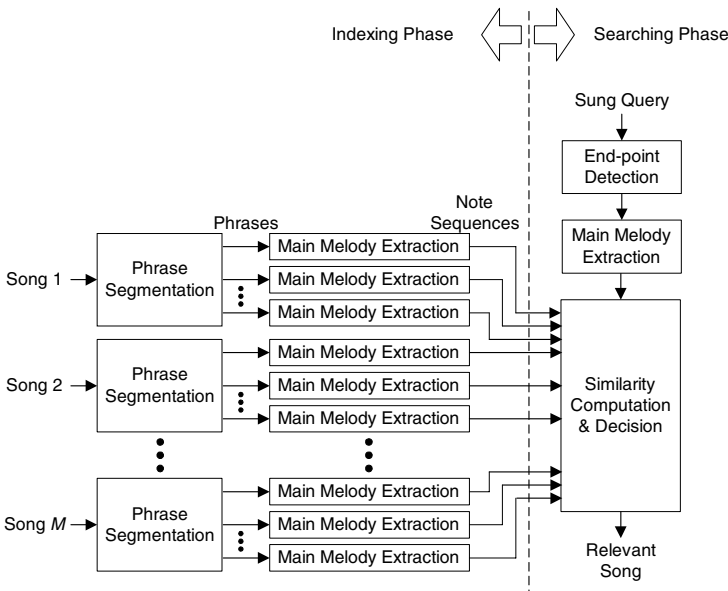 Indexing Phase
Searching Phase
Sung Query
End-point
Detection
Main Melody
Extraction
Note
Sequences
Phrases
Song 1
Phrase
Segmentation
Main Melody Extraction
Main Melody Extraction
Main Melody Extraction
Song 2
Phrase
Segmentation
Main Melody Extraction
Main Melody Extraction
Main Melody Extraction
Similarity
Computation
& Decision
Song M
Phrase
Segmentation
Main Melody Extraction
Main Melody Extraction
Main Melody Extraction
Relevant
Song